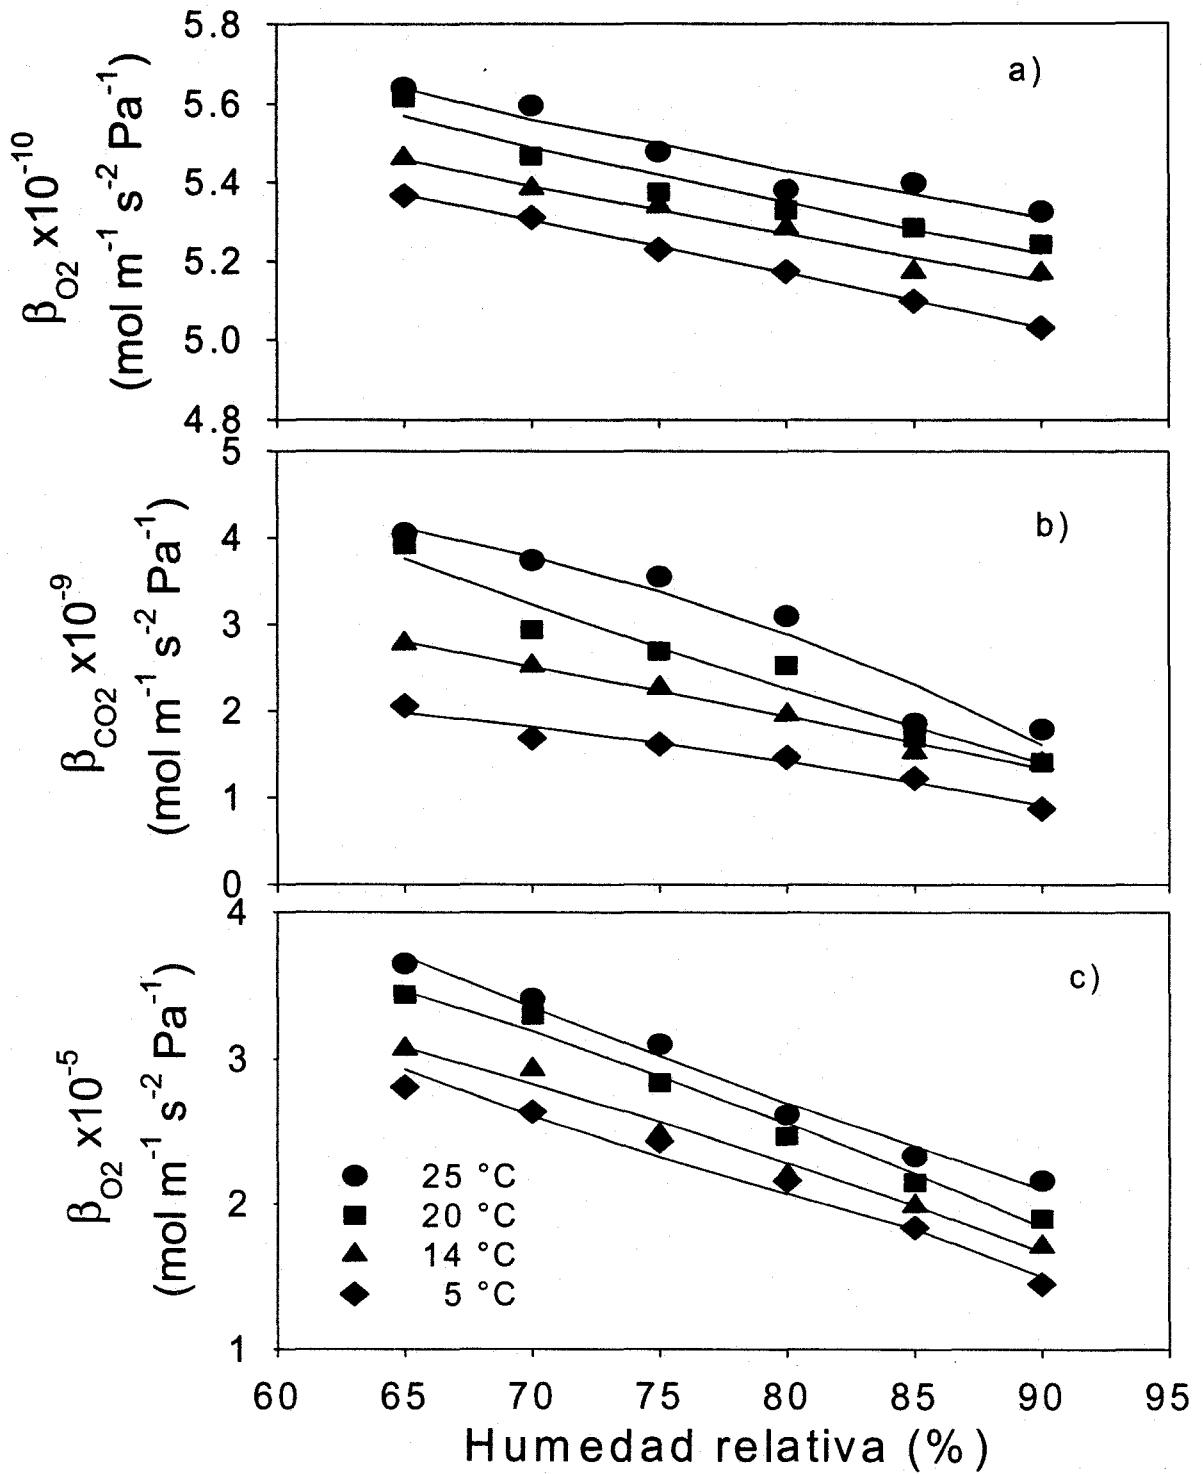 5.8
5.6
5.4
5.2
5.0
4.8
β_O2 x10^-10
(mol m^-1 s^-2 Pa^-1)
a)
5
4
3
2
1
0
β_CO2 x10^-9
(mol m^-1 s^-2 Pa^-1)
b)
4
3
2
1
β_O2 x10^-5
(mol m^-1 s^-2 Pa^-1)
c)
25 °C
20 °C
14 °C
5 °C
60 65 70 75 80 85 90 95
Humedad relativa (%)